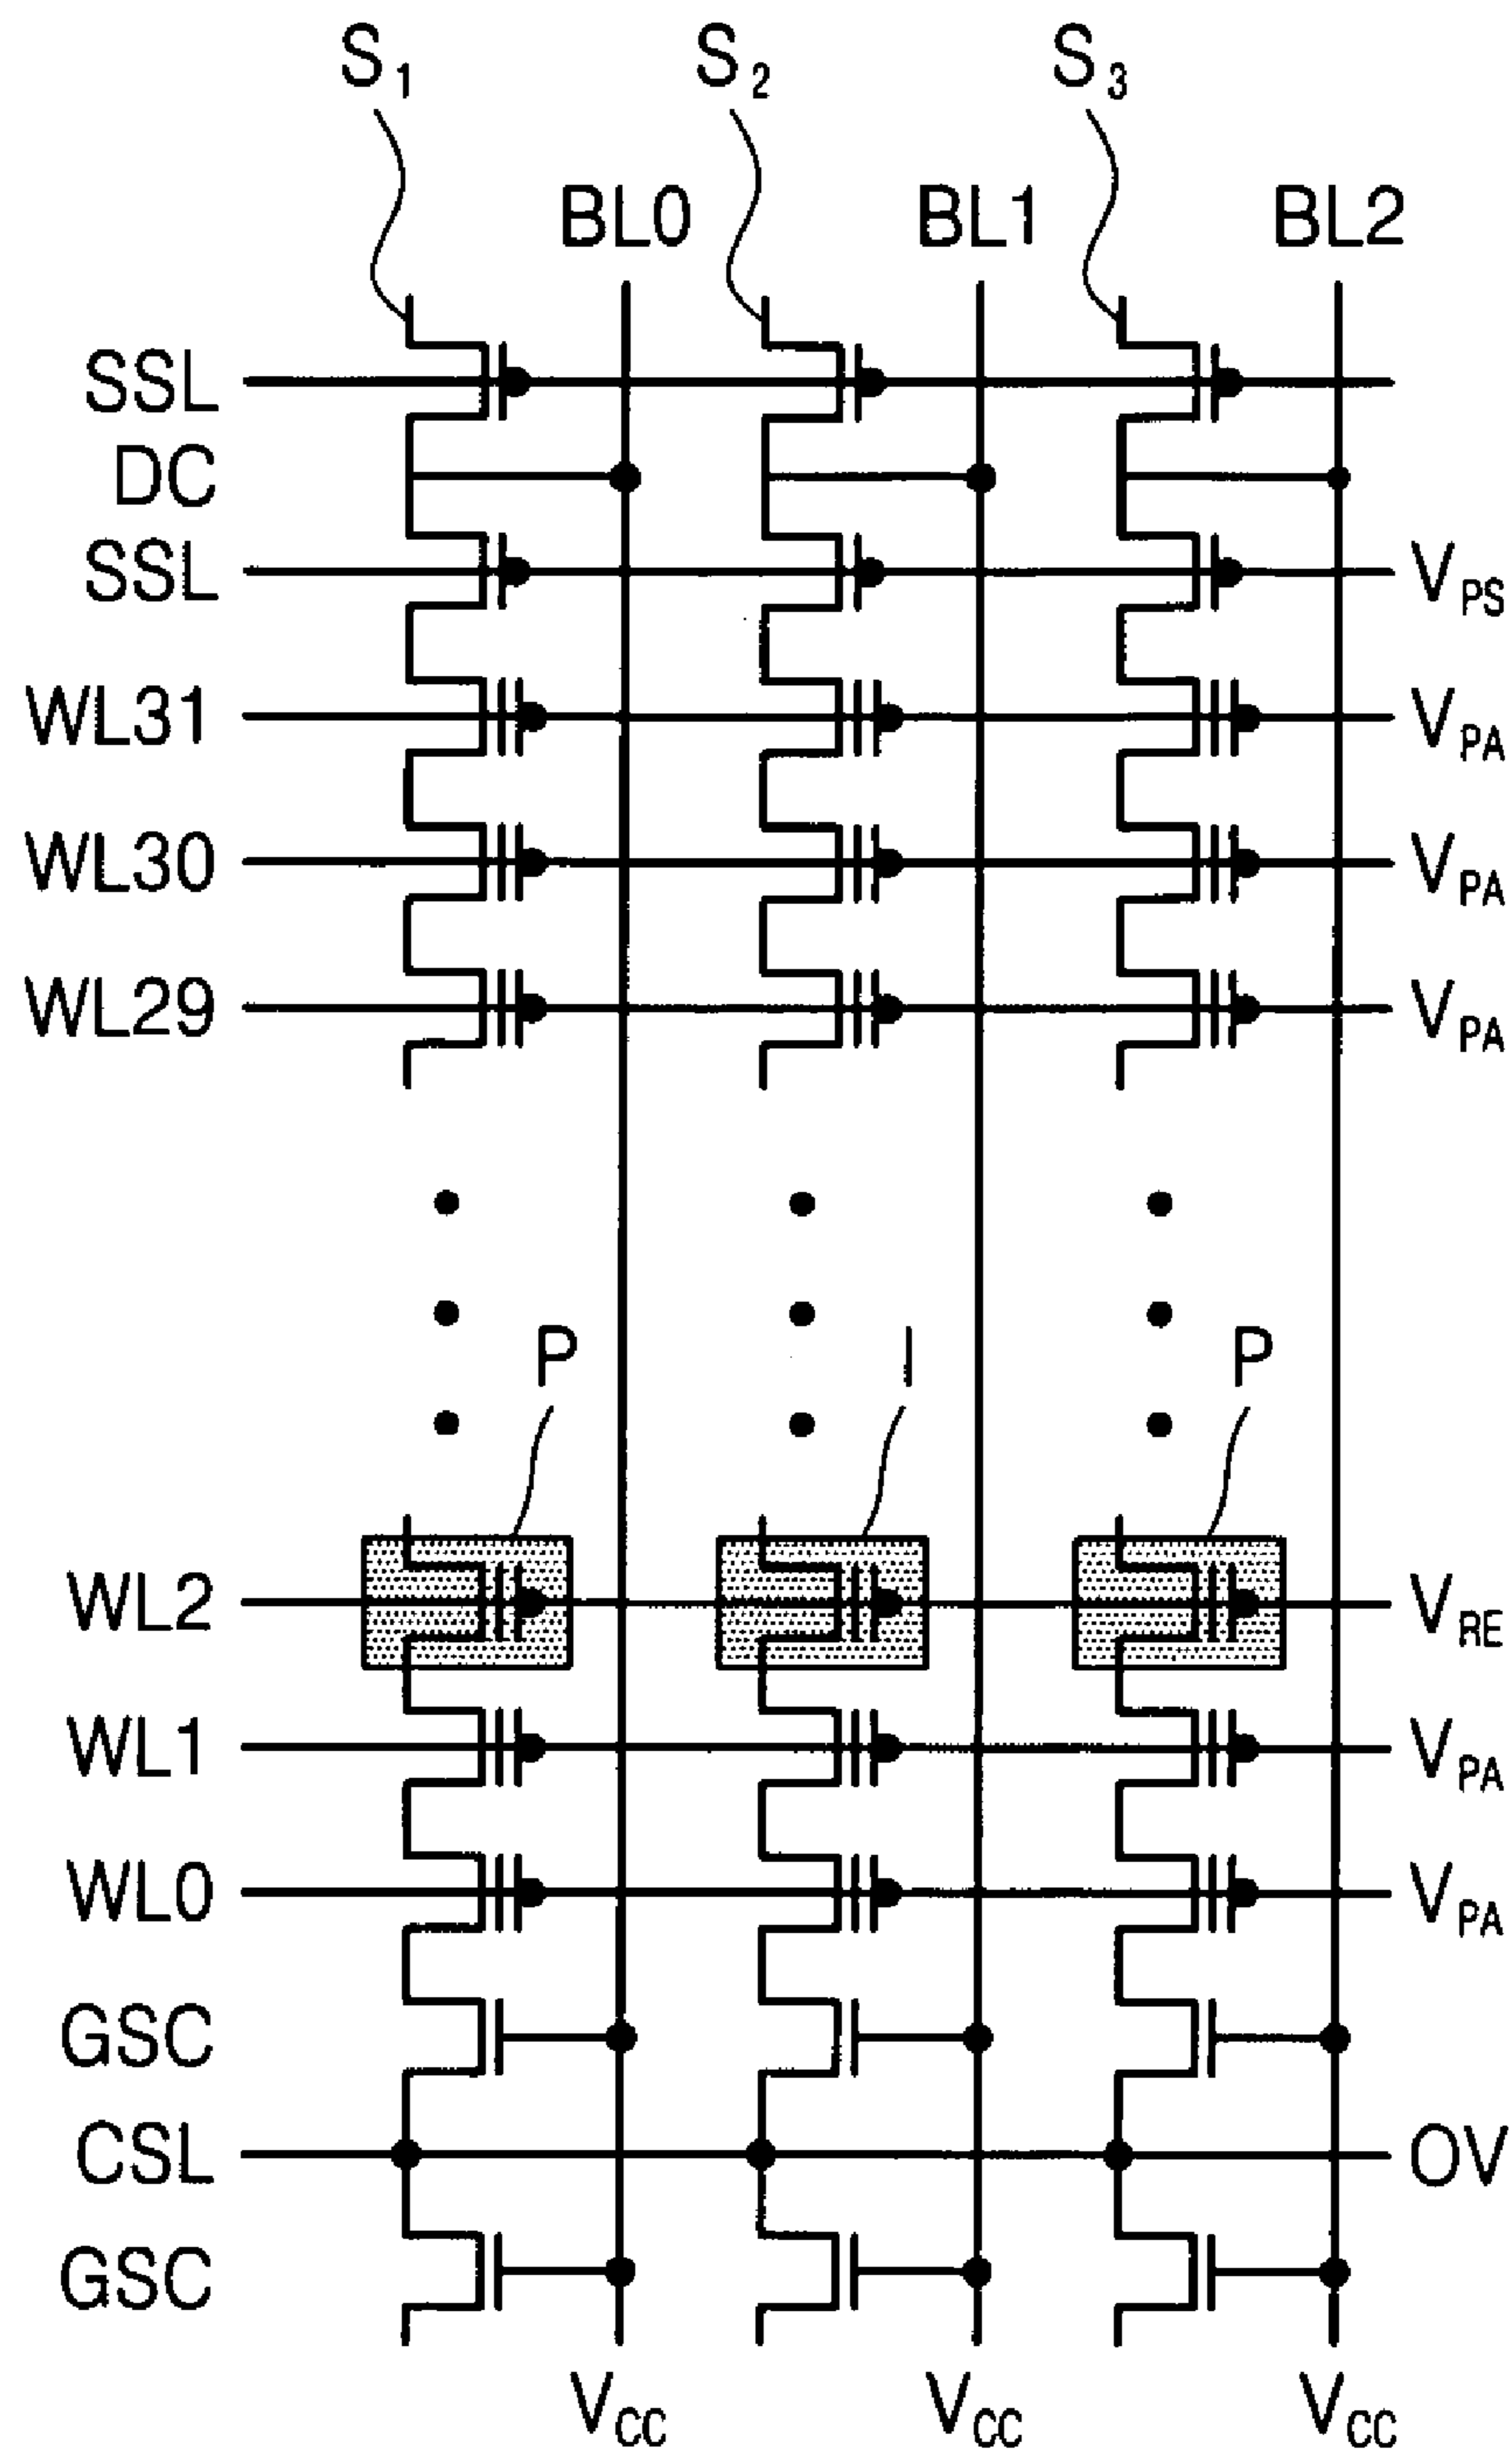 S1 S2 S3
BL0 BL1 BL2
SSL
DC
SSL VPS
WL31 VPA
WL30 VPA
WL29 VPA
P I P
WL2 VRE
WL1 VPA
WL0 VPA
GSC
CSL OV
GSC
VCC VCC VCC